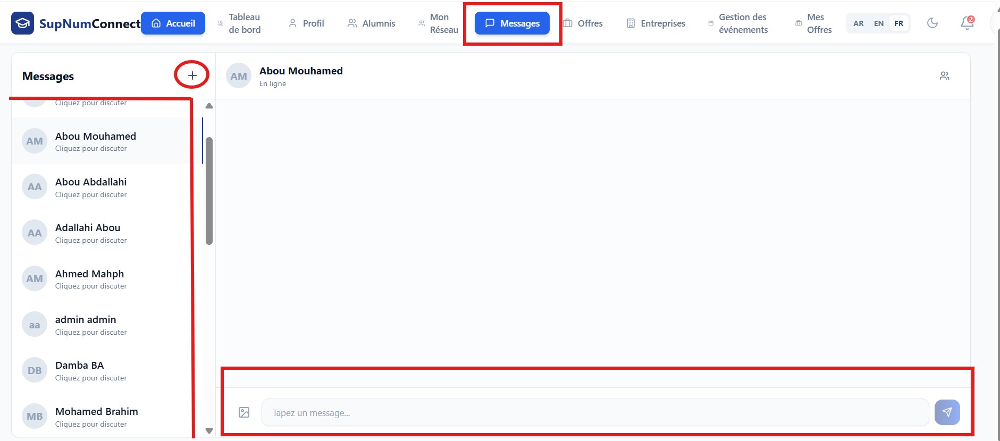 SupNumConnect
Accueil
Tableau
de bord
Profil
Alumnis
Mon
Réseau
Messages
Offres
Entreprises
Gestion des
événements
Mes
Offres
AR EN FR
2
Messages
Cliquez pour discuter
AM Abou Mouhamed
Cliquez pour discuter
AA Abou Abdallahi
Cliquez pour discuter
AA Adallahi Abou
Cliquez pour discuter
AM Ahmed Mahph
Cliquez pour discuter
aa admin admin
Cliquez pour discuter
DB Damba BA
Cliquez pour discuter
MB Mohamed Brahim
Cliquez pour discuter
AM Abou Mouhamed
En ligne
Tapez un message...